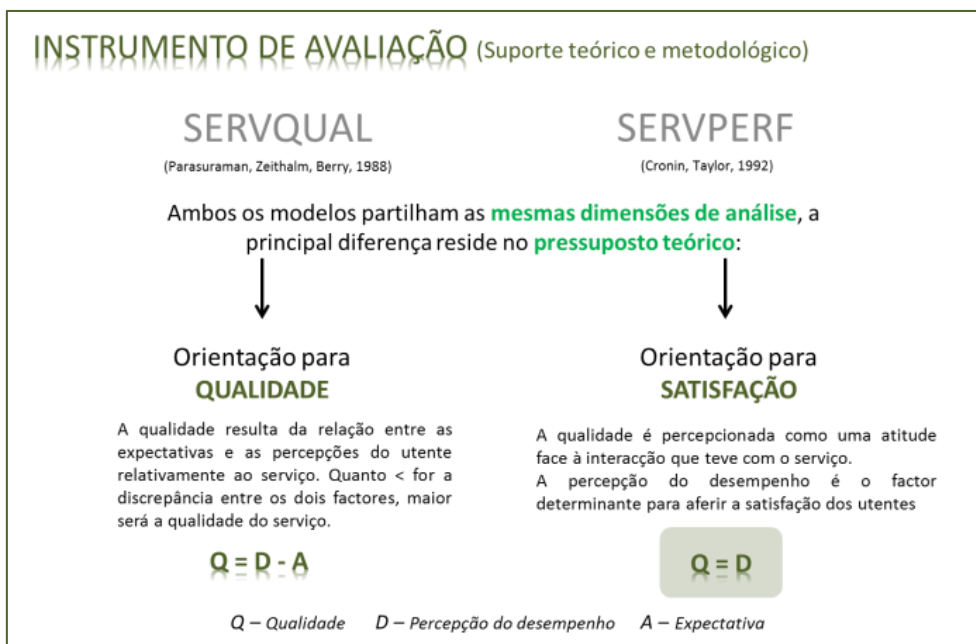 INSTRUMENTO DE AVALIAÇÃO (Suporte teórico e metodológico)
SERVQUAL
(Parasuraman, Zeithalm, Berry, 1988)
SERVPERF
(Cronin, Taylor, 1992)
Ambos os modelos partilham as mesmas dimensões de análise, a
principal diferença reside no pressuposto teórico:
Orientação para
QUALIDADE
A qualidade resulta da relação entre as
expectativas e as percepções do utente
relativamente ao serviço. Quanto < for a
discrepância entre os dois factores, maior
será a qualidade do serviço.
Q = D - A
Orientação para
SATISFAÇÃO
A qualidade é percepcionada como uma atitude
face à interacção que teve com o serviço.
A percepção do desempenho é o factor
determinante para aferir a satisfação dos utentes
Q = D
Q – Qualidade D – Percepção do desempenho A – Expectativa